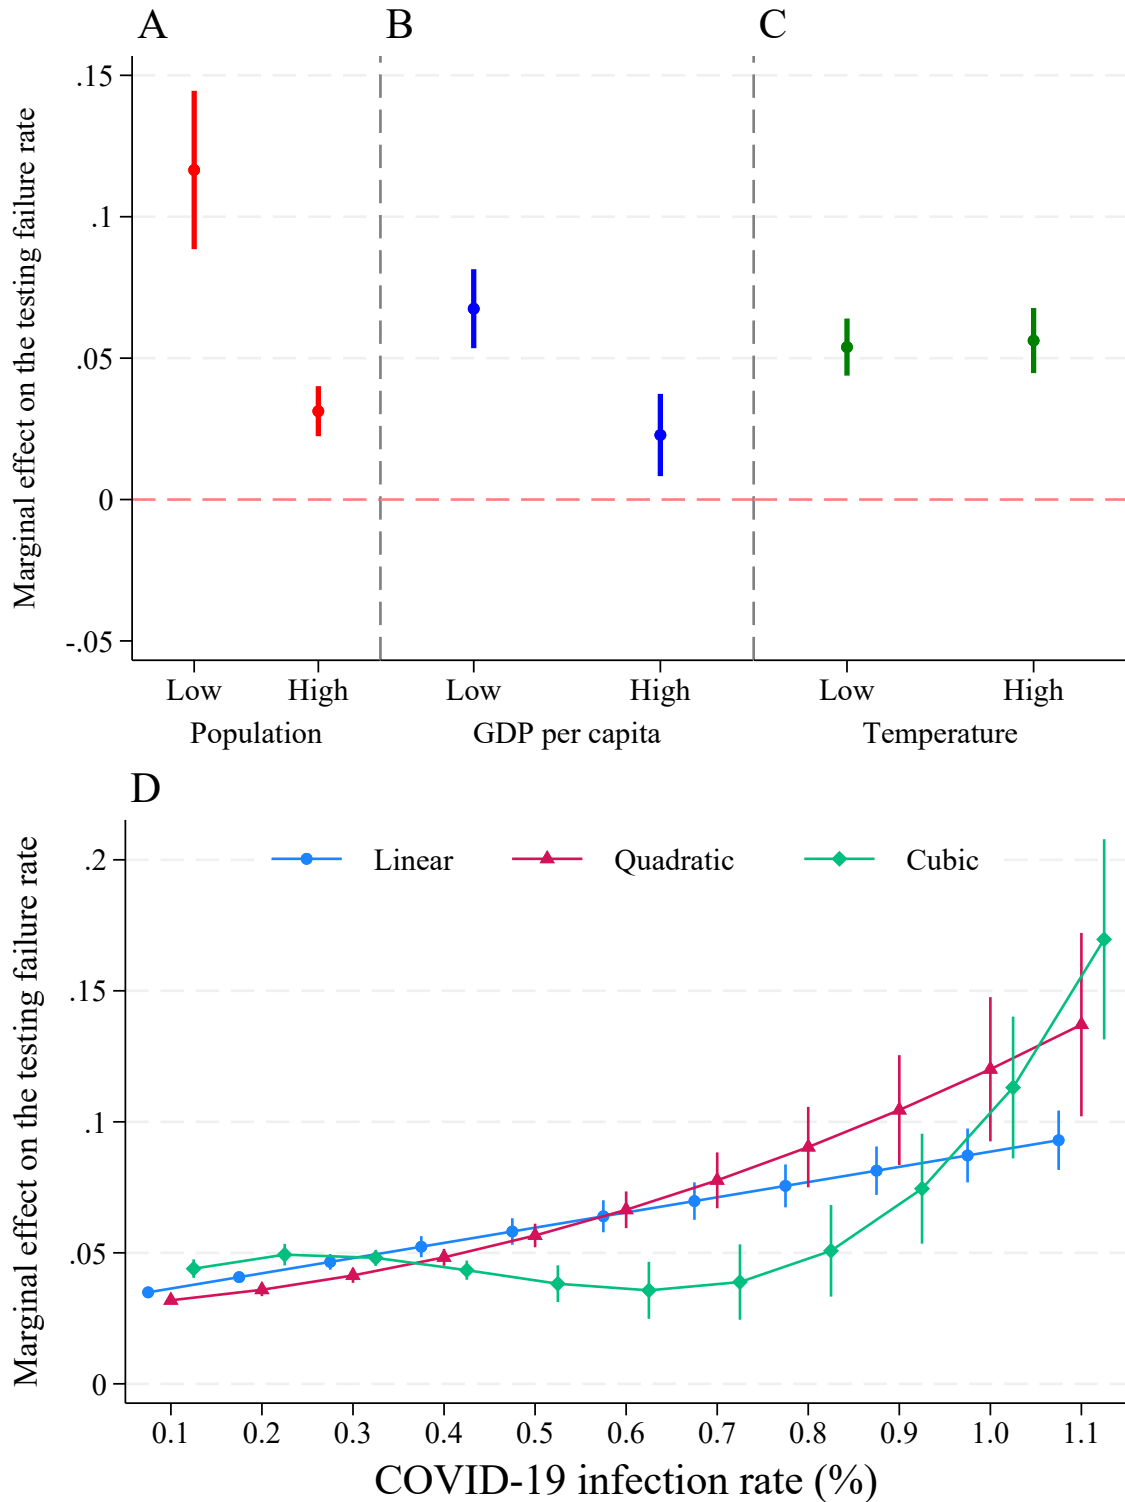 A B C
Marginal effect on the testing failure rate
.15
.1
.05
0
-.05
Low High Low High Low High
Population GDP per capita Temperature
D
Marginal effect on the testing failure rate
Linear Quadratic Cubic
.2
.15
.1
.05
0
0.1 0.2 0.3 0.4 0.5 0.6 0.7 0.8 0.9 1.0 1.1
COVID-19 infection rate (%)